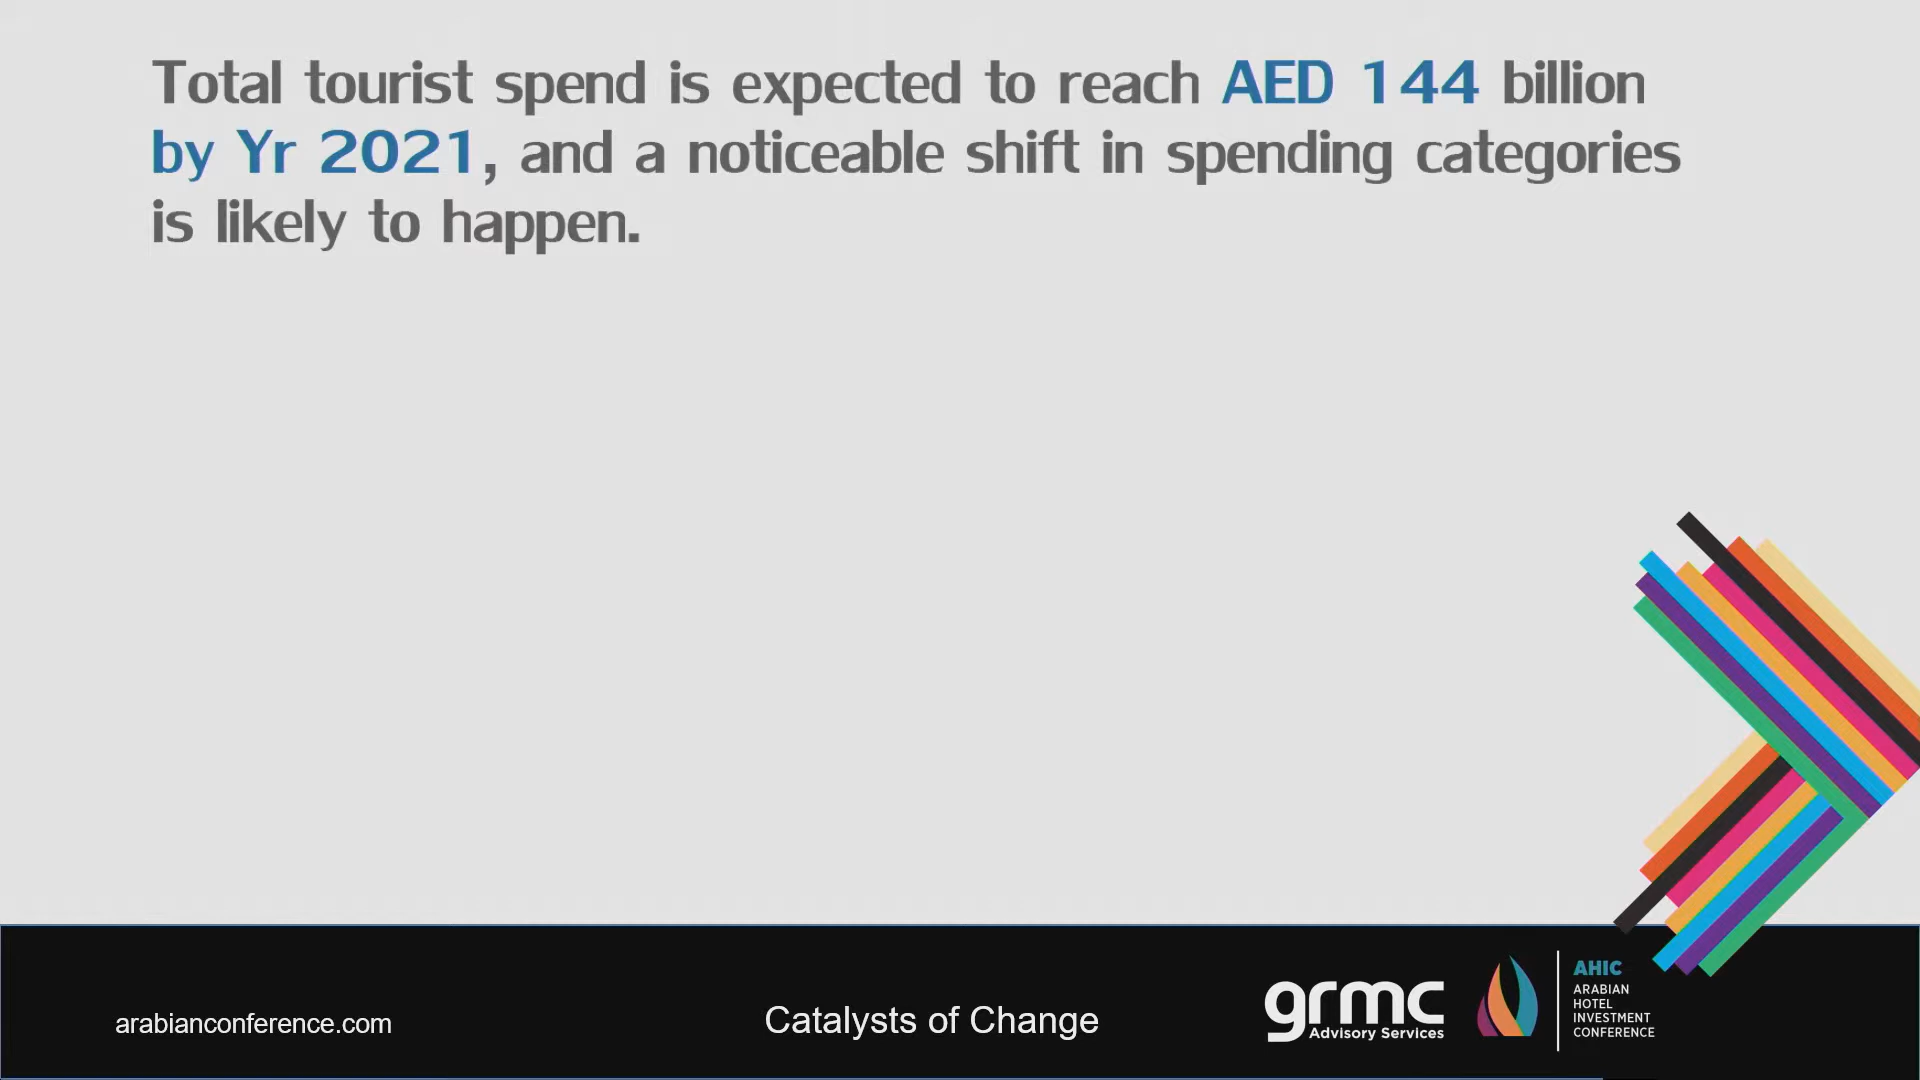 Total tourist spend is expected to reach AED 144 billion
by Yr 2021, and a noticeable shift in spending categories
is likely to happen.
arabianconference.com
Catalysts of Change
grmc
Advisory Services
AHIC
ARABIAN
HOTEL
INVESTMENT
CONFERENCE